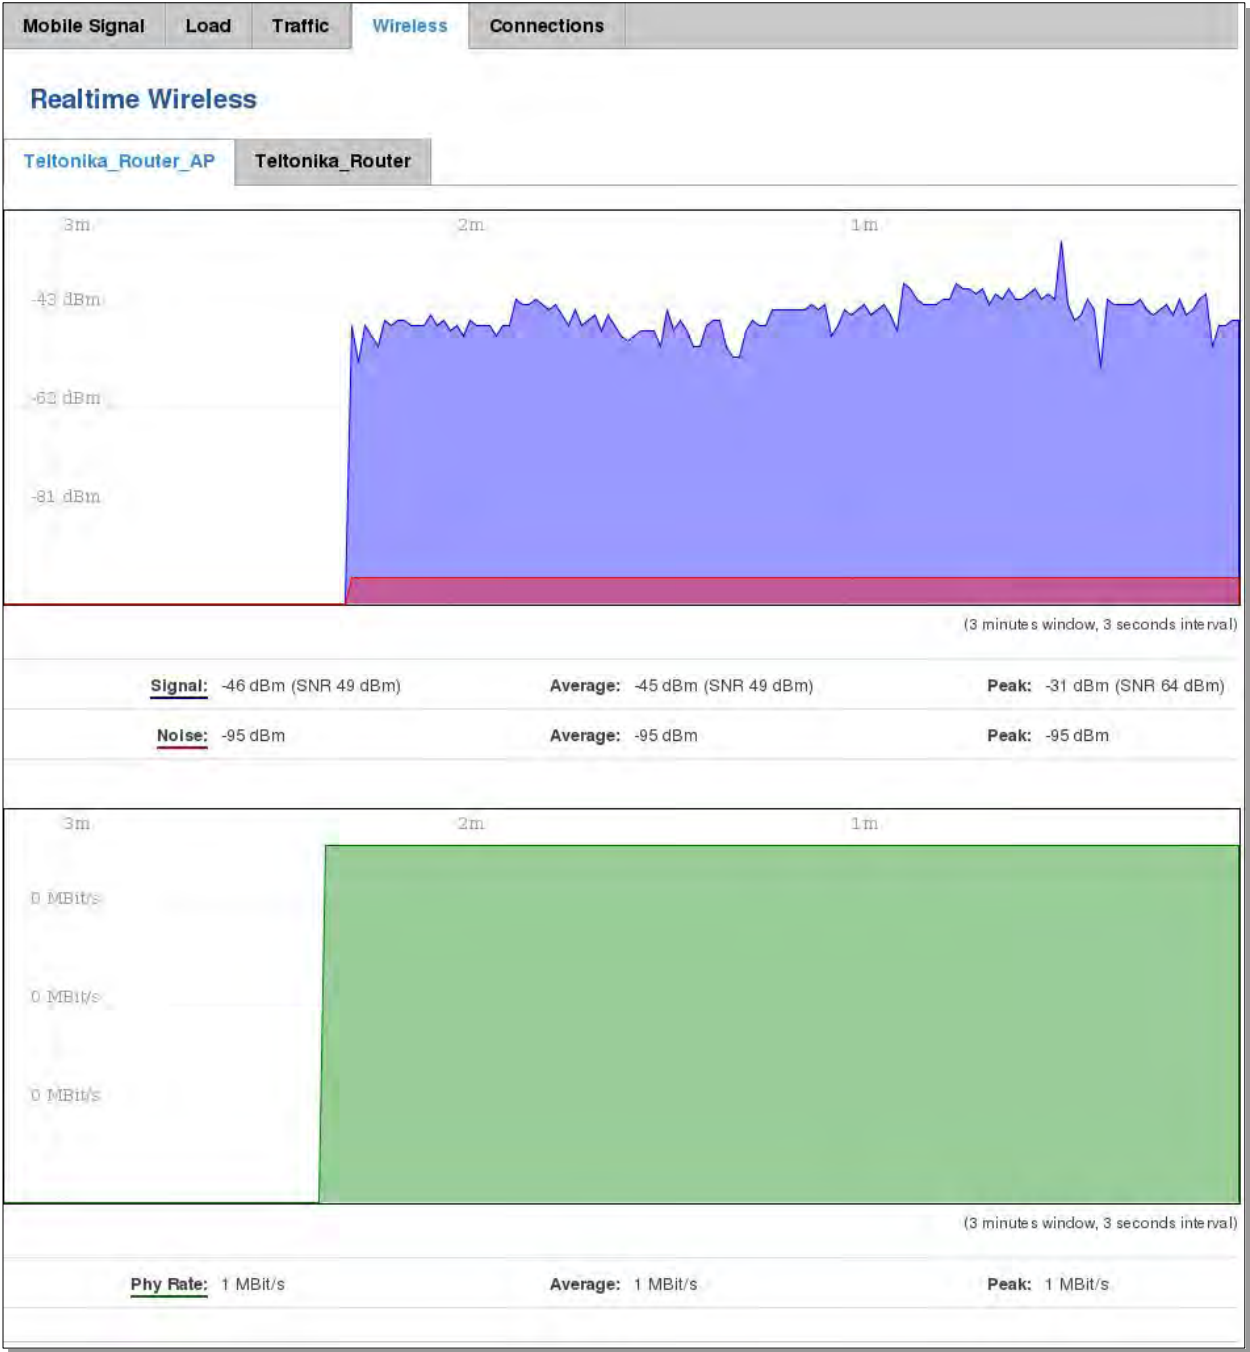 Mobile Signal Load Traffic Wireless Connections
Realtime Wireless
Teltonika_Router_AP Teltonika_Router
3m 2m 1m
-43 dBm
-62 dBm
-81 dBm
(3 minutes window, 3 seconds interval)
Signal: -46 dBm (SNR 49 dBm) Average: -45 dBm (SNR 49 dBm) Peak: -31 dBm (SNR 64 dBm)
Noise: -95 dBm Average: -95 dBm Peak: -95 dBm
3m 2m 1m
0 MBit/s
0 MBit/s
0 MBit/s
(3 minutes window, 3 seconds interval)
Phy Rate: 1 MBit/s Average: 1 MBit/s Peak: 1 MBit/s